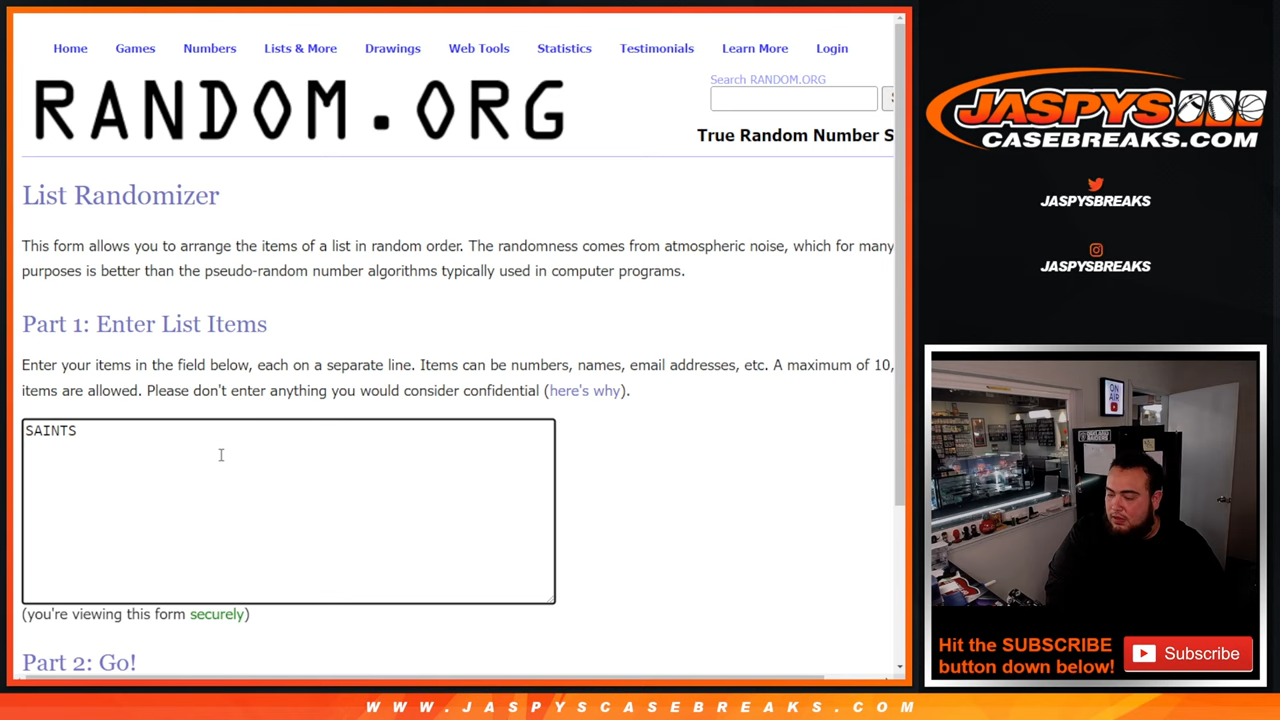 Home Games Numbers Lists & More Drawings Web Tools Statistics Testimonials Learn More Login
RANDOM.ORG
Search RANDOM.ORG
True Random Number S
List Randomizer
This form allows you to arrange the items of a list in random order. The randomness comes from atmospheric noise, which for many
purposes is better than the pseudo-random number algorithms typically used in computer programs.
Part 1: Enter List Items
Enter your items in the field below, each on a separate line. Items can be numbers, names, email addresses, etc. A maximum of 10,
items are allowed. Please don't enter anything you would consider confidential (here's why).
SAINTS
(you're viewing this form securely)
Part 2: Go!
JASPYS
CASEBREAKS.COM
JASPYSBREAKS
JASPYSBREAKS
ON
AIR
Hit the SUBSCRIBE
button down below!
Subscribe
WWW.JASPYSCASEBREAKS.COM